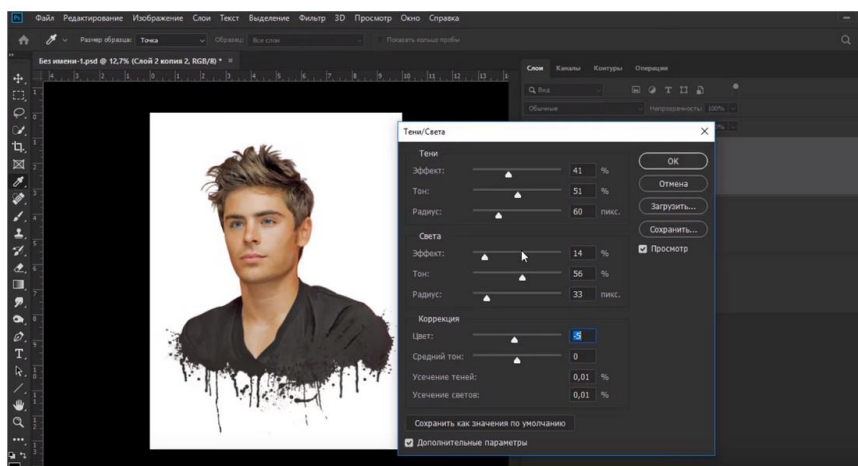 Ps Файл Редактирование Изображение Слои Текст Выделение Фильтр 3D Просмотр Окно Справка
Размер образца: Точка Образец: Все слои Показать кольцо пробы
Без имени-1.psd @ 12,7% (Слой 2 копия 2, RGB/8) * ×
Слои Каналы Контуры Операции
Вид
Обычные Непрозрачность: 100%
Тени/Света
Тени
Эффект: 41 %
Тон: 51 %
Радиус: 60 пикс.
Света
Эффект: 14 %
Тон: 56 %
Радиус: 33 пикс.
Коррекция
Цвет: -5
Средний тон: 0
Усечение теней: 0,01 %
Усечение светов: 0,01 %
Сохранить как значения по умолчанию
Дополнительные параметры
OK
Отмена
Загрузить...
Сохранить...
Просмотр